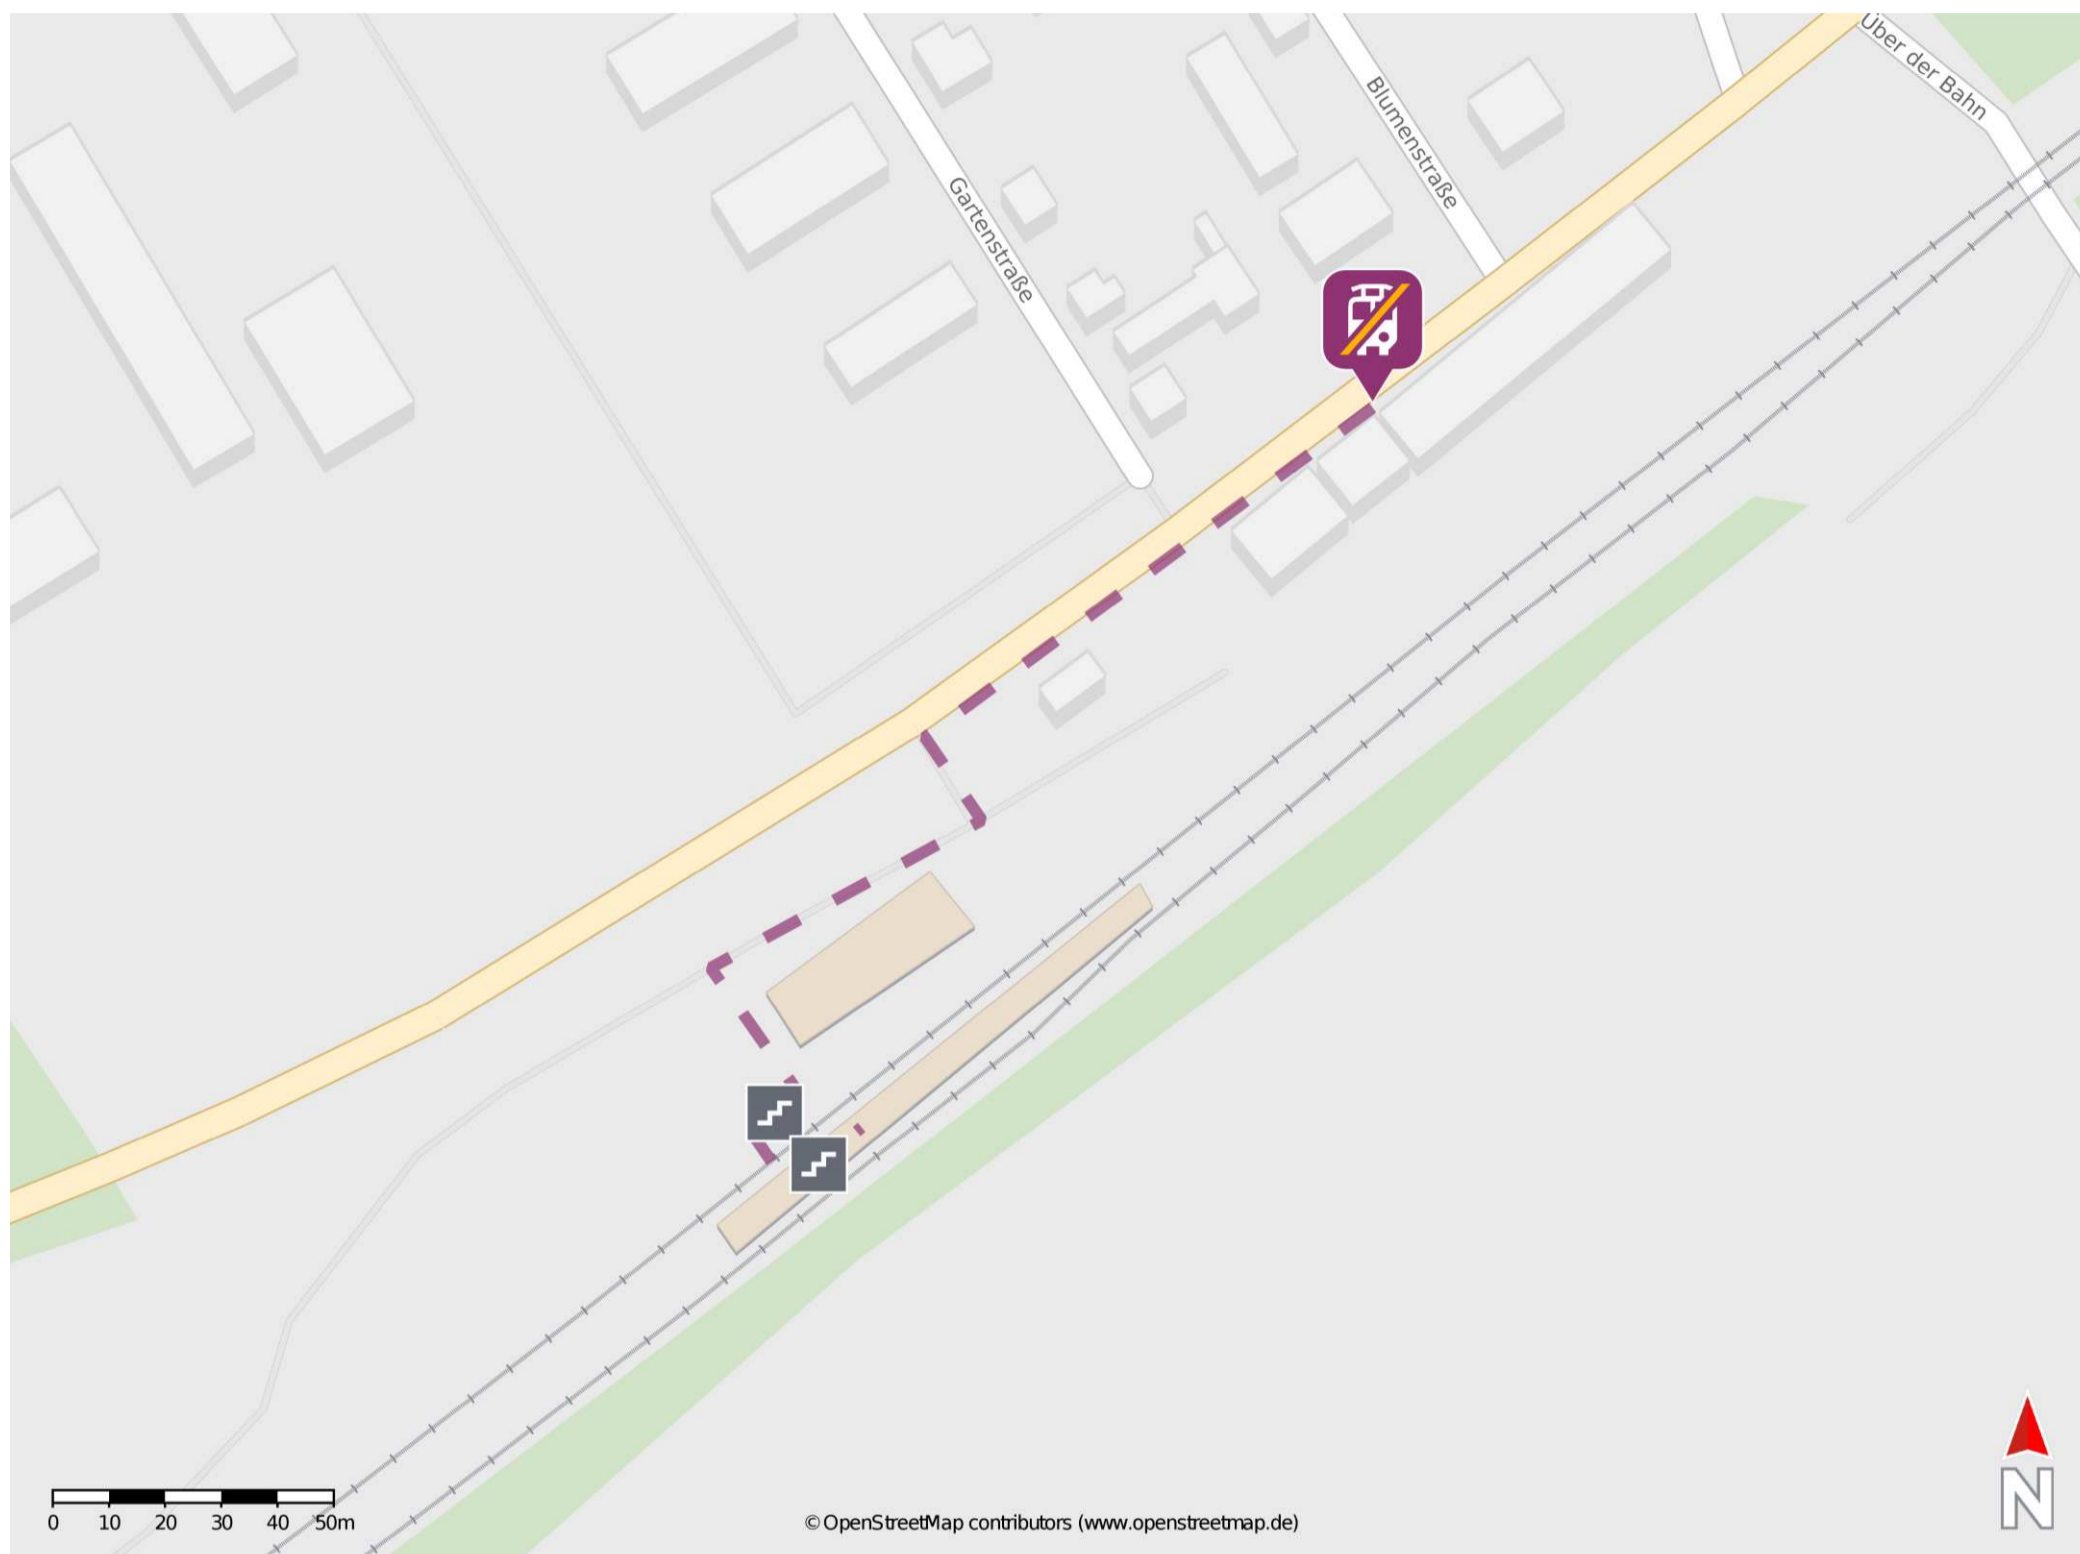 Über der Bahn
Blumenstraße
Gartenstraße
0 10 20 30 40 50m
© OpenStreetMap contributors (www.openstreetmap.de)
N